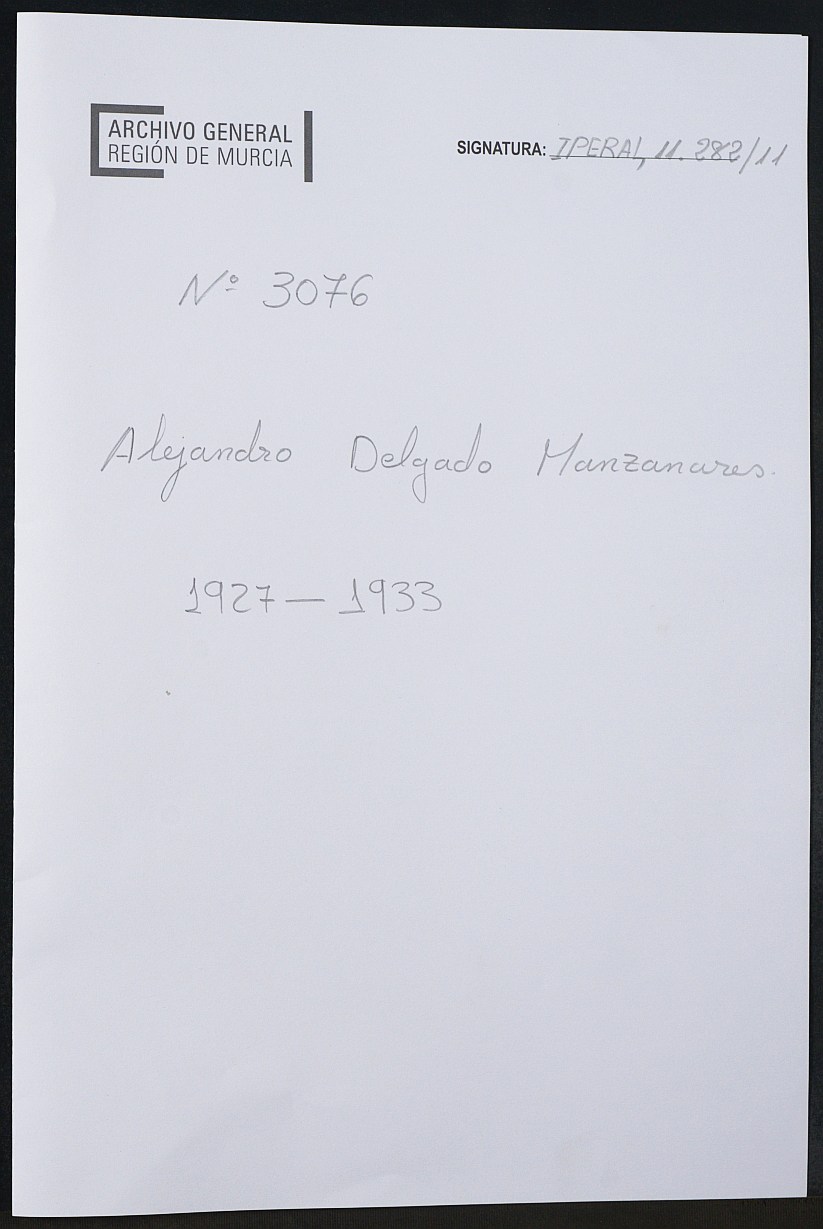 ARCHIVO GENERAL
REGIÓN DE MURCIA
SIGNATURA: IPERAL, 11.282/11
Nº 3076
Alejandro Delgado Manzanares.
1927 — 1933